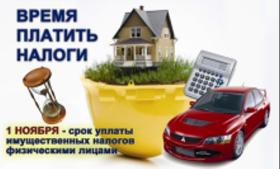 ВРЕМЯ
ПЛАТИТЬ
НАЛОГИ
1 НОЯБРЯ - срок уплаты
имущественных налогов
физическими лицами